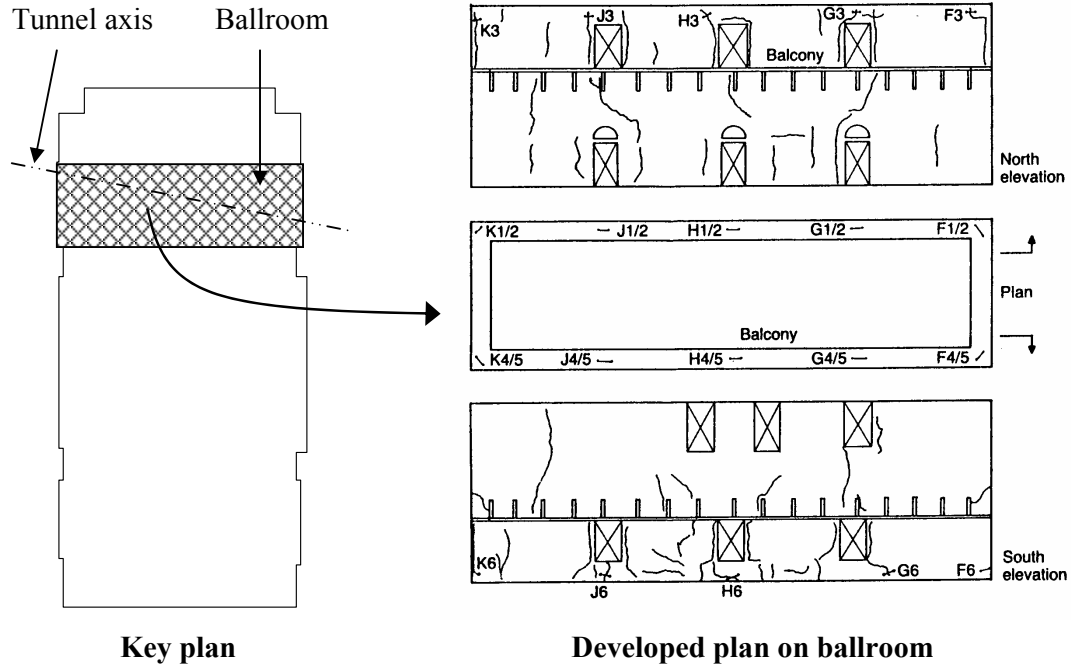 Tunnel axis
Ballroom
Key plan
K3
J3
H3
G3
F3
Balcony
North
elevation
K1/2
J1/2
H1/2
G1/2
F1/2
Plan
Balcony
K4/5
J4/5
H4/5
G4/5
F4/5
K6
J6
H6
G6
F6
South
elevation
Developed plan on ballroom